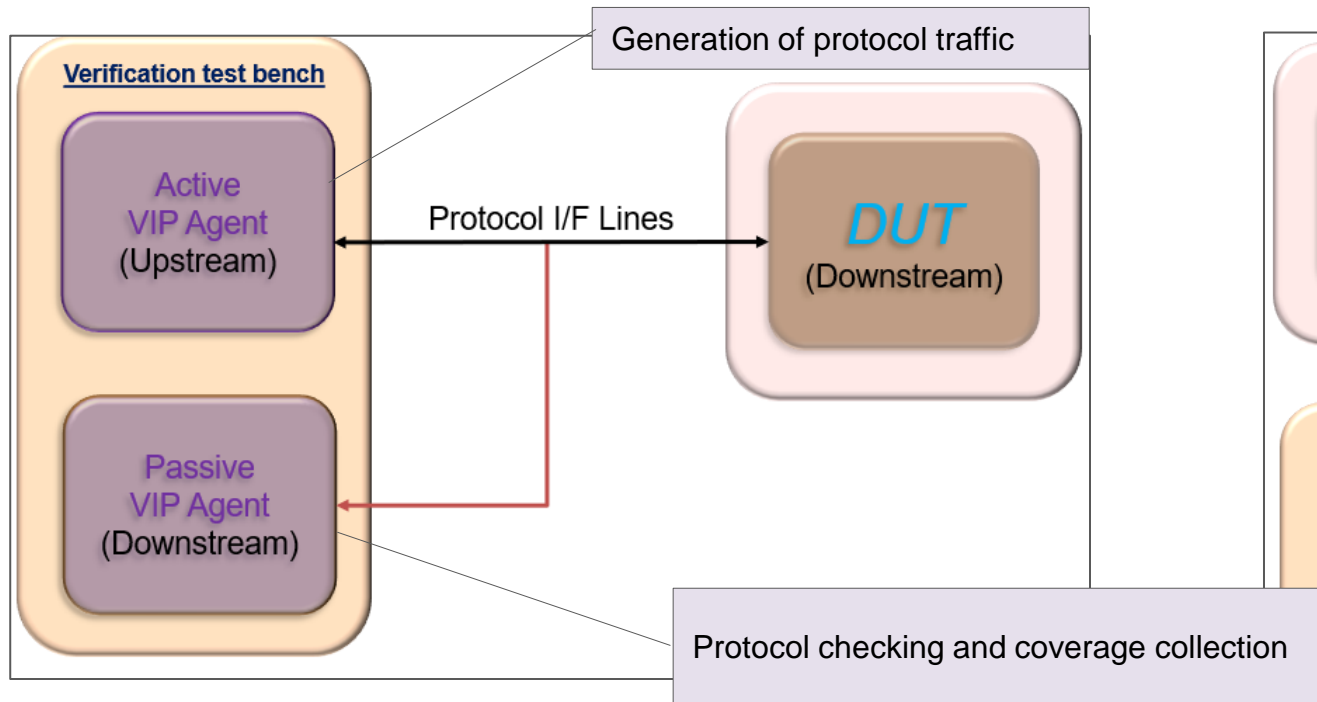 Generation of protocol traffic
Verification test bench
Active
VIP Agent
(Upstream)
Protocol I/F Lines
DUT
(Downstream)
Passive
VIP Agent
(Downstream)
Protocol checking and coverage collection